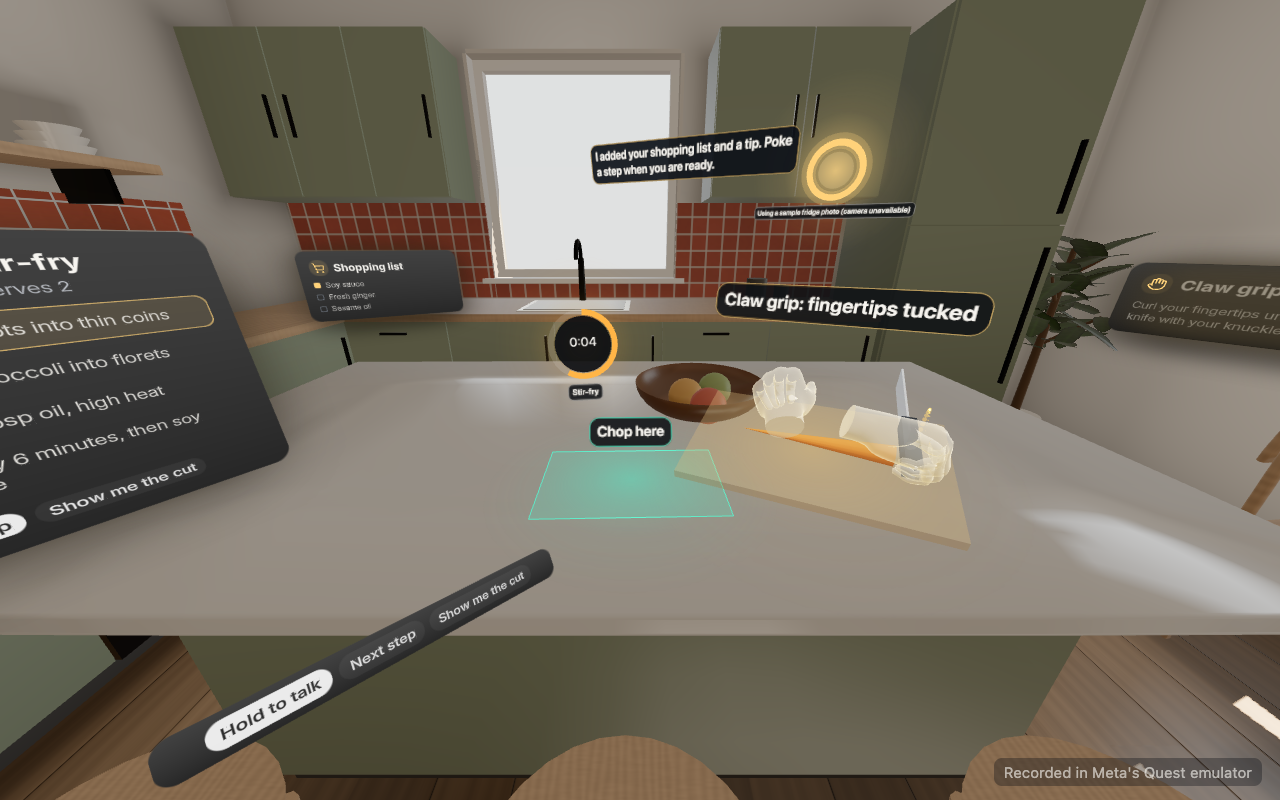 I added your shopping list and a tip. Poke
a step when you are ready.
Using a sample fridge photo (camera unavailable)
ir-fry
erves 2
ots into thin coins
occoli into florets
osp oil, high heat
y 6 minutes, then soy
e
p
Show me the cut
Shopping list
Soy sauce
Fresh ginger
Sesame oil
0:04
Stir-fry
Claw grip: fingertips tucked
Claw grip
Curl your fingertips un
knife with your knuckle
Chop here
Hold to talk
Next step
Show me the cut
Recorded in Meta's Quest emulator